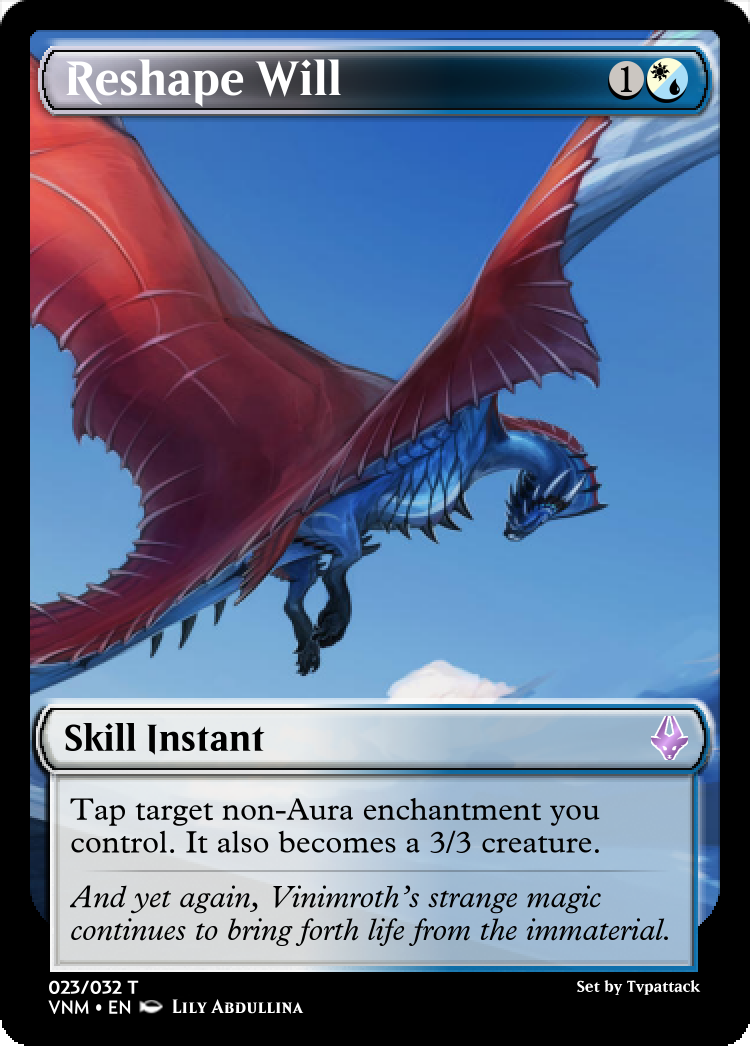 Reshape Will 1
Skill Instant
Tap target non-Aura enchantment you
control. It also becomes a 3/3 creature.
And yet again, Vinimroth's strange magic
continues to bring forth life from the immaterial.
023/032 T
Set by Tvpattack
VNM • EN Lily Abdullina